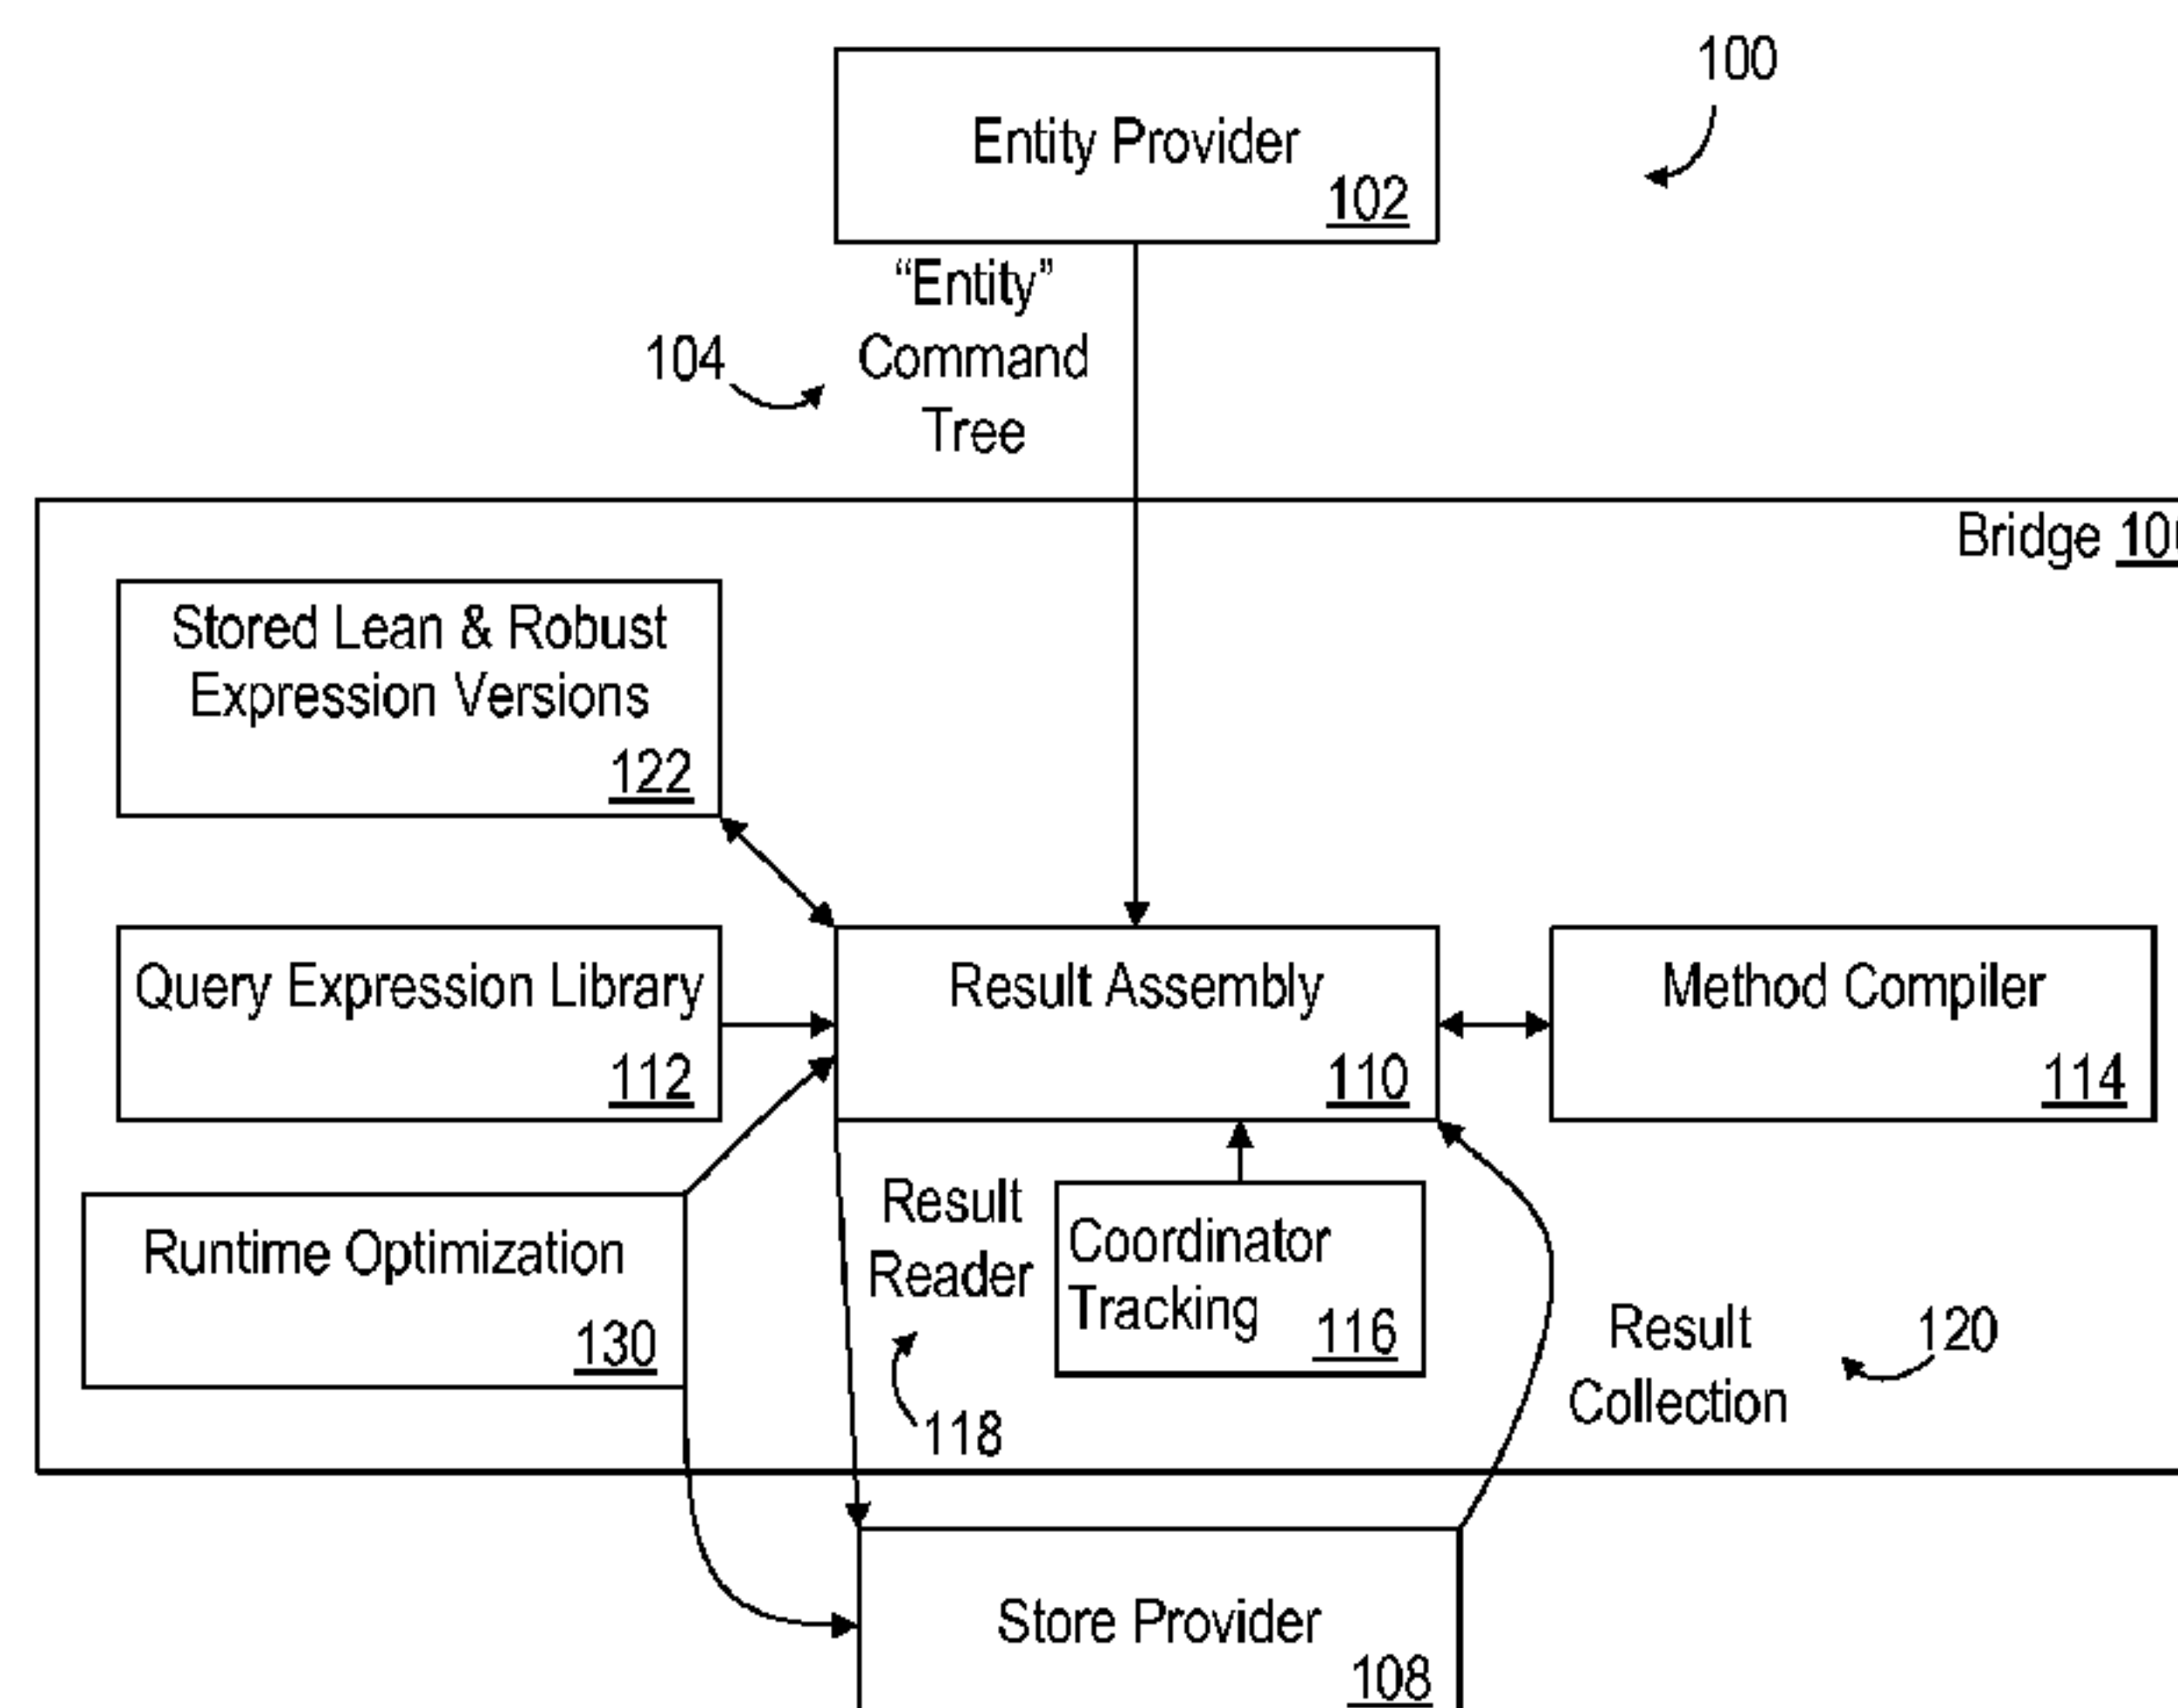 100
Entity Provider
102
“Entity”
Command
Tree
104
Bridge
Stored Lean & Robust
Expression Versions
122
Query Expression Library
112
Result Assembly
110
Method Compiler
114
Runtime Optimization
130
Result
Reader
118
Coordinator
Tracking
116
Result
Collection
120
Store Provider
108